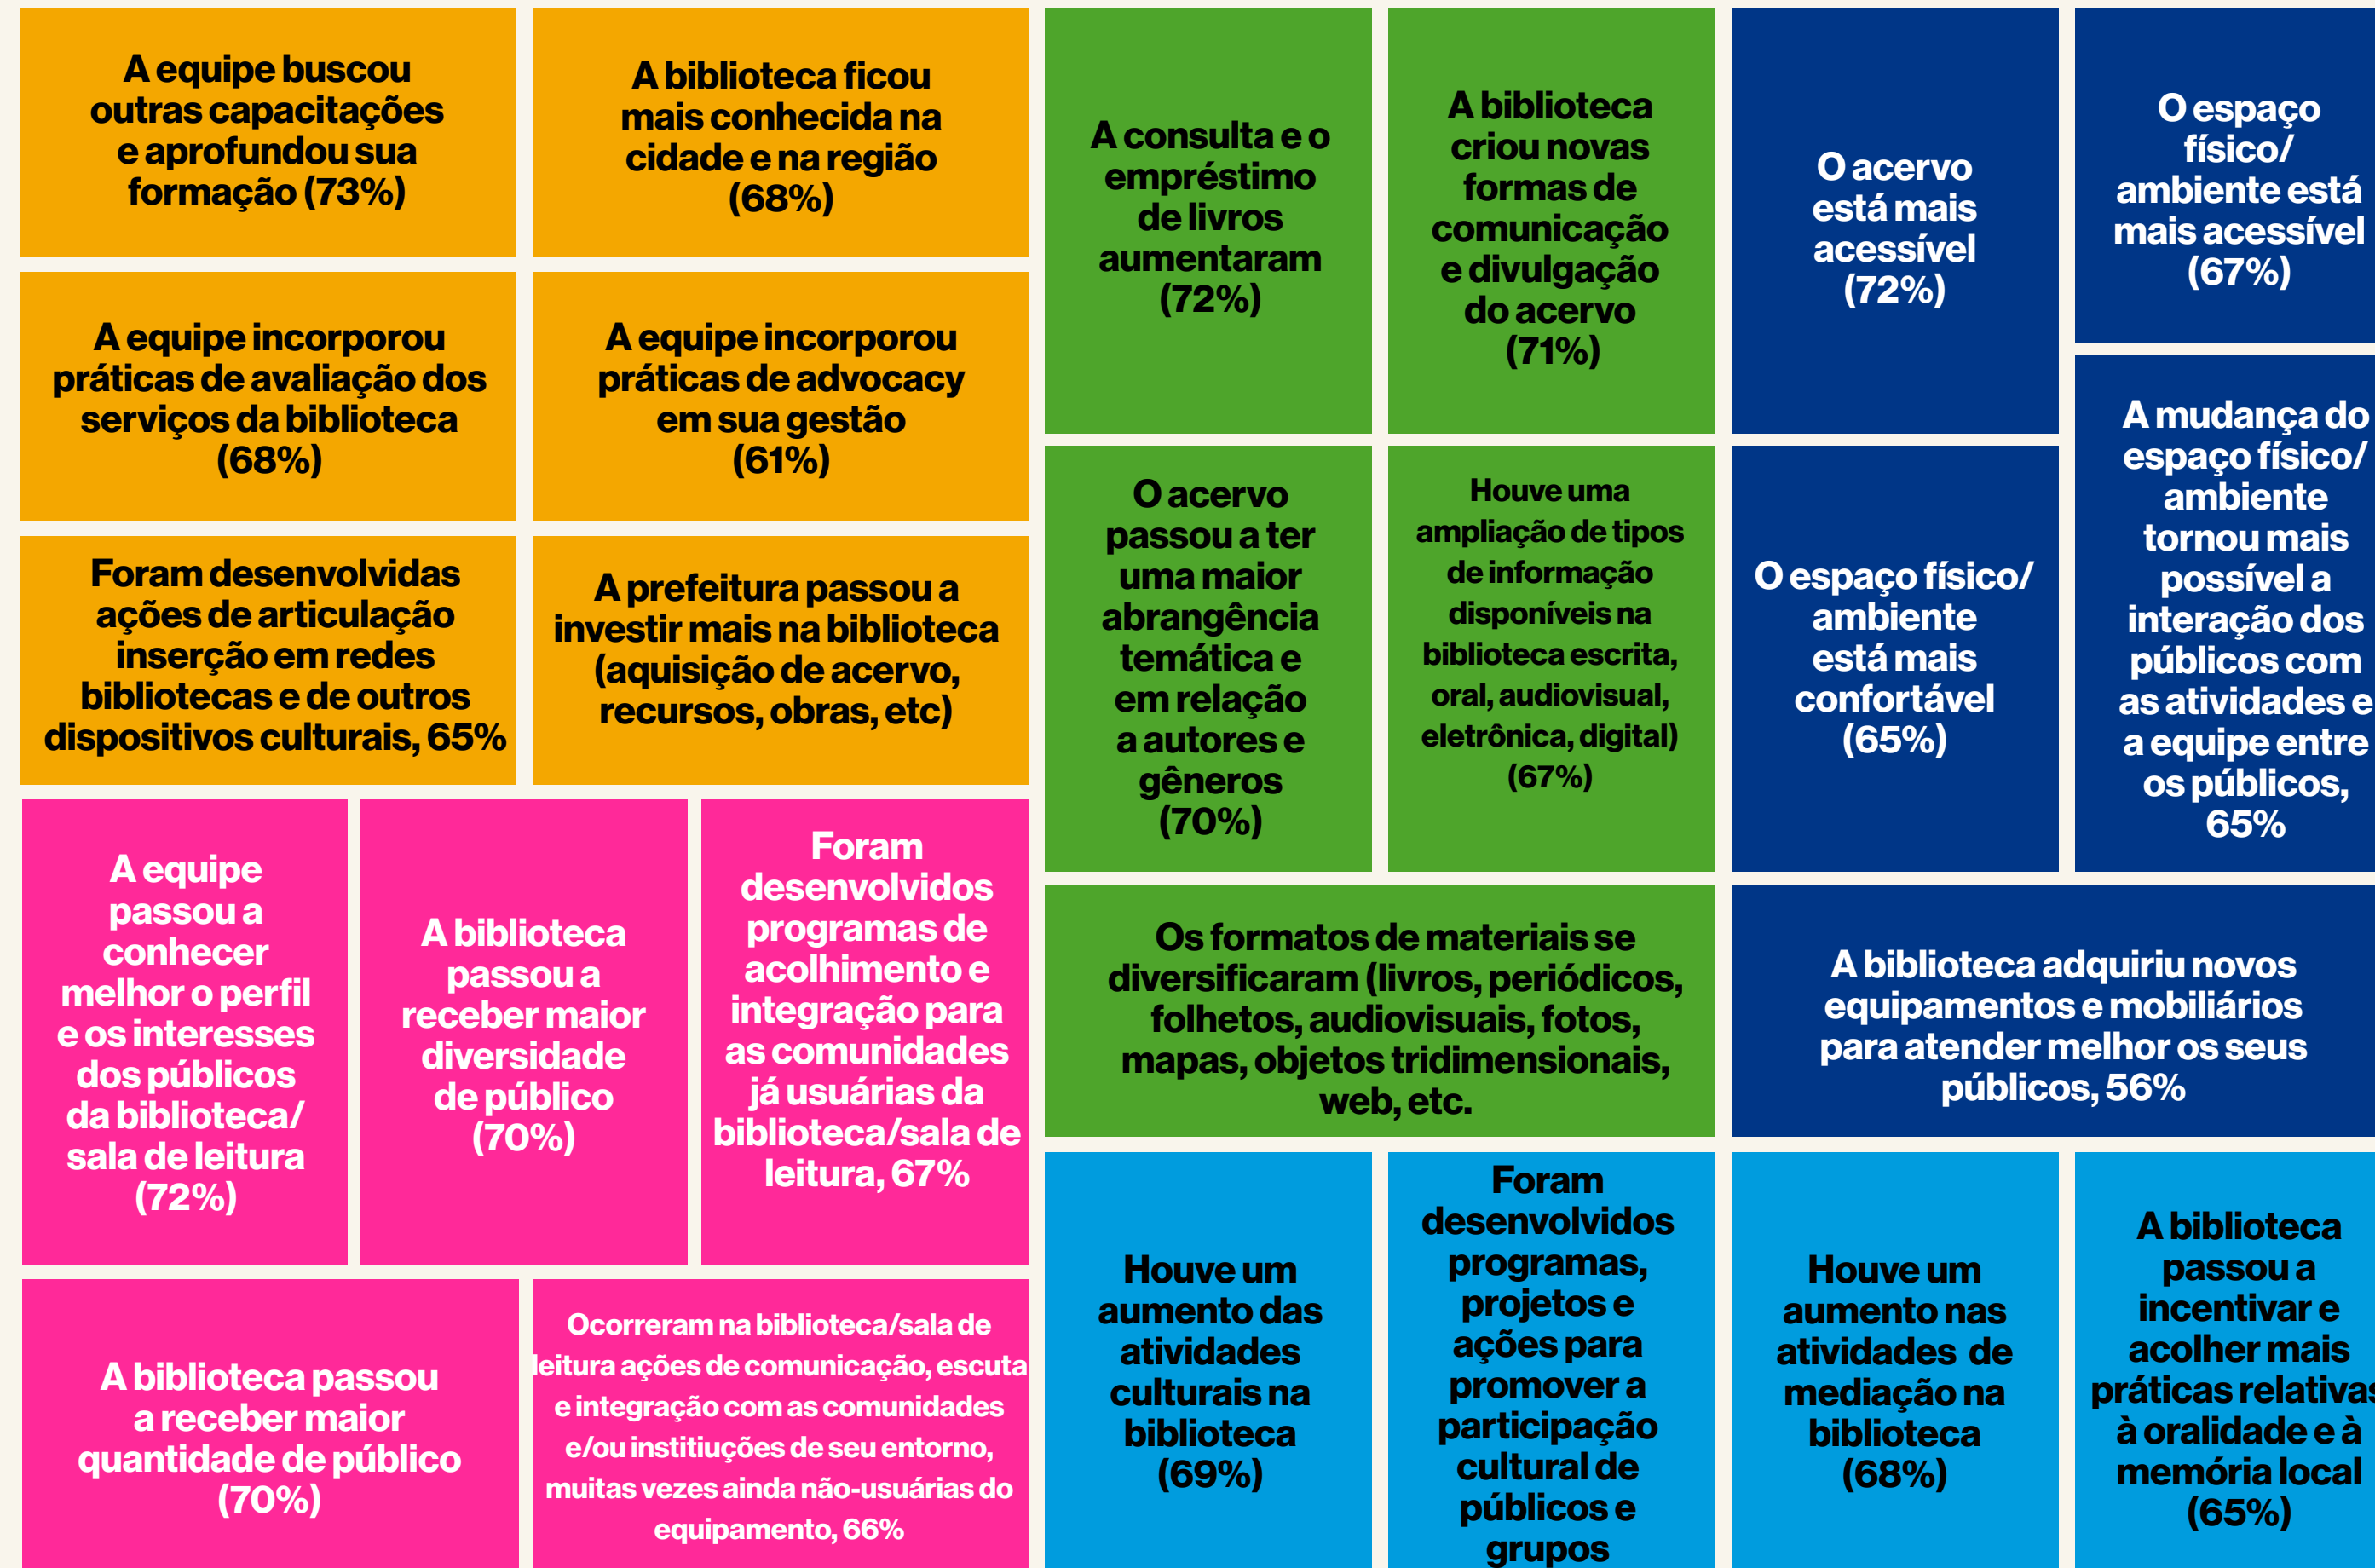 A equipe buscou
outras capacitações
e aprofundou sua
formação (73%)
A biblioteca ficou
mais conhecida na
cidade e na região
(68%)
A equipe incorporou
práticas de avaliação dos
serviços da biblioteca
(68%)
A equipe incorporou
práticas de advocacy
em sua gestão
(61%)
Foram desenvolvidas
ações de articulação
inserção em redes
bibliotecas e de outros
dispositivos culturais, 65%
A prefeitura passou a
investir mais na biblioteca
(aquisição de acervo,
recursos, obras, etc)
A equipe
passou a
conhecer
melhor o perfil
e os interesses
dos públicos
da biblioteca/
sala de leitura
(72%)
A biblioteca
passou a
receber maior
diversidade
de público
(70%)
Foram
desenvolvidos
programas de
acolhimento e
integração para
as comunidades
já usuárias da
biblioteca/sala de
leitura, 67%
A biblioteca passou
a receber maior
quantidade de público
(70%)
Ocorreram na biblioteca/sala de
leitura ações de comunicação, escuta
e integração com as comunidades
e/ou institiuções de seu entorno,
muitas vezes ainda não-usuárias do
equipamento, 66%
A consulta e o
empréstimo
de livros
aumentaram
(72%)
A biblioteca
criou novas
formas de
comunicação
e divulgação
do acervo
(71%)
O acervo
passou a ter
uma maior
abrangência
temática e
em relação
a autores e
gêneros
(70%)
Houve uma
ampliação de tipos
de informação
disponíveis na
biblioteca escrita,
oral, audiovisual,
eletrônica, digital)
(67%)
Os formatos de materiais se
diversificaram (livros, periódicos,
folhetos, audiovisuais, fotos,
mapas, objetos tridimensionais,
web, etc.
O acervo
está mais
acessível
(72%)
O espaço
físico/
ambiente está
mais acessível
(67%)
O espaço físico/
ambiente
está mais
confortável
(65%)
A mudança do
espaço físico/
ambiente
tornou mais
possível a
interação dos
públicos com
as atividades e
a equipe entre
os públicos,
65%
A biblioteca adquiriu novos
equipamentos e mobiliários
para atender melhor os seus
públicos, 56%
Houve um
aumento das
atividades
culturais na
biblioteca
(69%)
Foram
desenvolvidos
programas,
projetos e
ações para
promover a
participação
cultural de
públicos e
grupos
Houve um
aumento nas
atividades de
mediação na
biblioteca
(68%)
A biblioteca
passou a
incentivar e
acolher mais
práticas relativas
à oralidade e à
memória local
(65%)